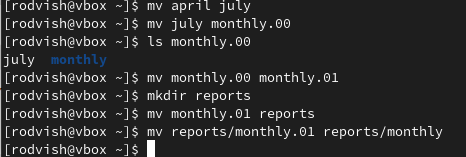 [rodvish@vbox ~]$ mv april july
[rodvish@vbox ~]$ mv july monthly.00
[rodvish@vbox ~]$ ls monthly.00
july  monthly
[rodvish@vbox ~]$ mv monthly.00 monthly.01
[rodvish@vbox ~]$ mkdir reports
[rodvish@vbox ~]$ mv monthly.01 reports
[rodvish@vbox ~]$ mv reports/monthly.01 reports/monthly
[rodvish@vbox ~]$